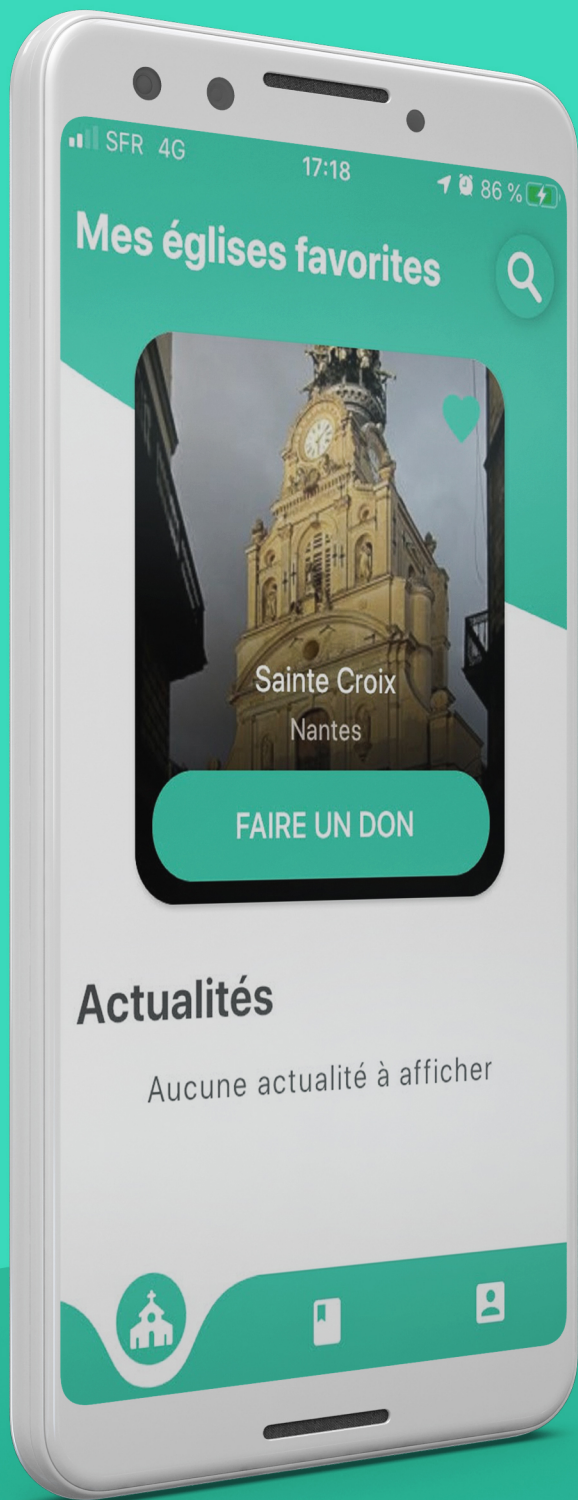 SFR 4G 17:18 86 %
Mes églises favorites
Sainte Croix
Nantes
FAIRE UN DON
Actualités
Aucune actualité à afficher